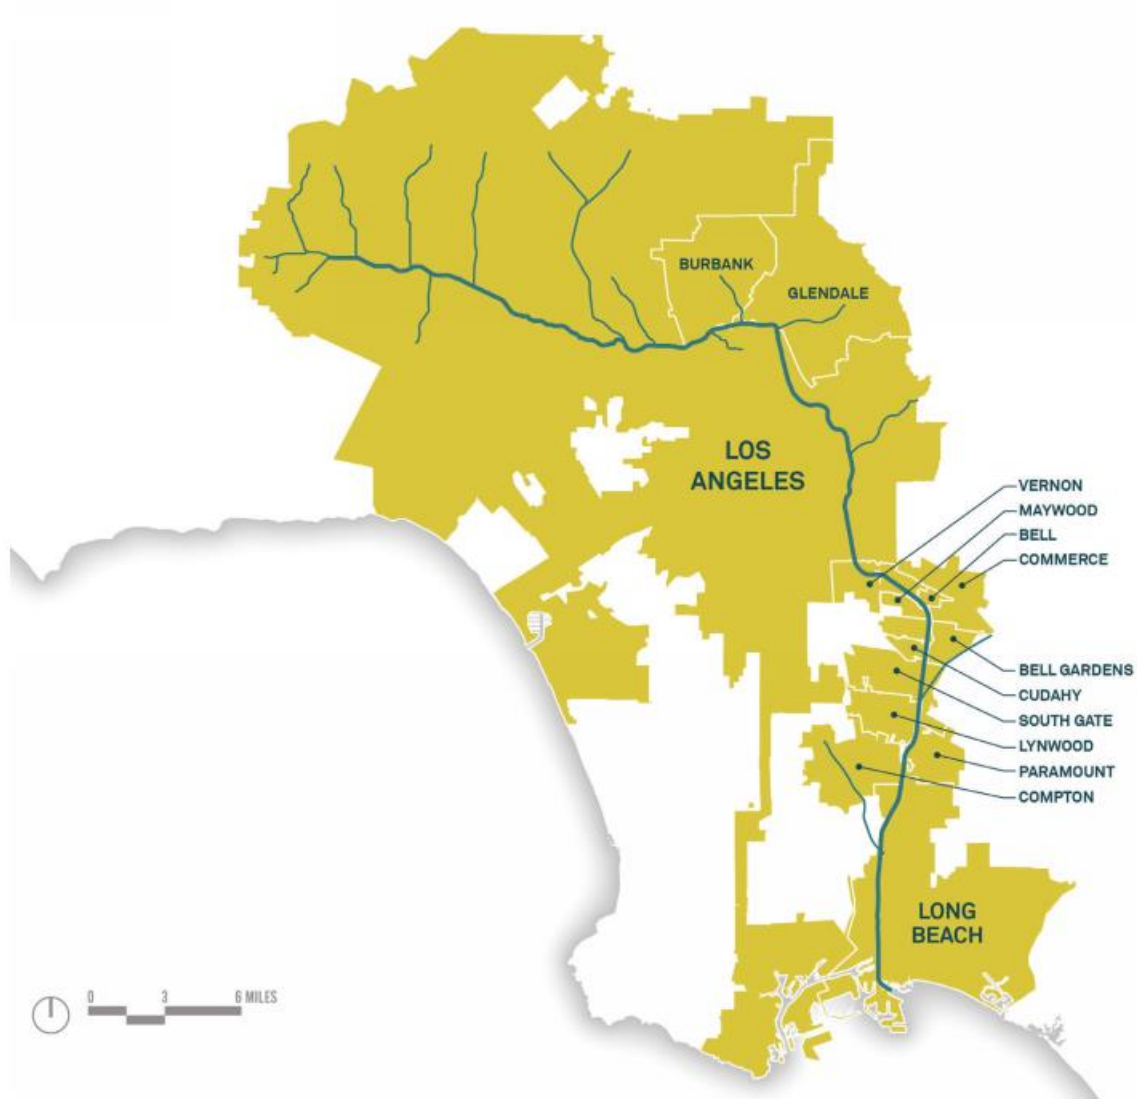 BURBANK
GLENDALE
LOS
ANGELES
VERNON
MAYWOOD
BELL
COMMERCE
BELL GARDENS
CUDAHY
SOUTH GATE
LYNWOOD
PARAMOUNT
COMPTON
LONG
BEACH
0 3 6 MILES